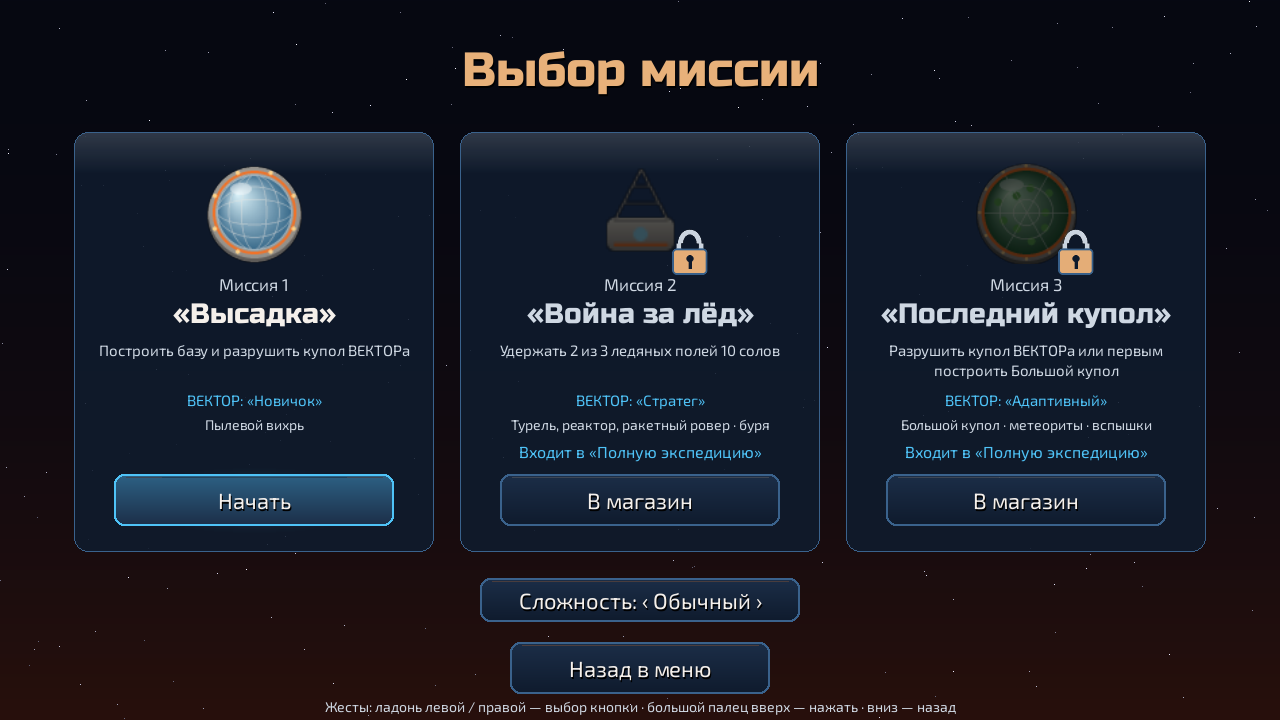 Выбор миссии
Миссия 1
«Высадка»
Построить базу и разрушить купол ВЕКТОРа
ВЕКТОР: «Новичок»
Пылевой вихрь
Начать
Миссия 2
«Война за лёд»
Удержать 2 из 3 ледяных полей 10 солов
ВЕКТОР: «Стратег»
Турель, реактор, ракетный ровер · буря
Входит в «Полную экспедицию»
В магазин
Миссия 3
«Последний купол»
Разрушить купол ВЕКТОРа или первым
построить Большой купол
ВЕКТОР: «Адаптивный»
Большой купол · метеориты · вспышки
Входит в «Полную экспедицию»
В магазин
Сложность: ‹ Обычный ›
Назад в меню
Жесты: ладонь левой / правой — выбор кнопки · большой палец вверх — нажать · вниз — назад